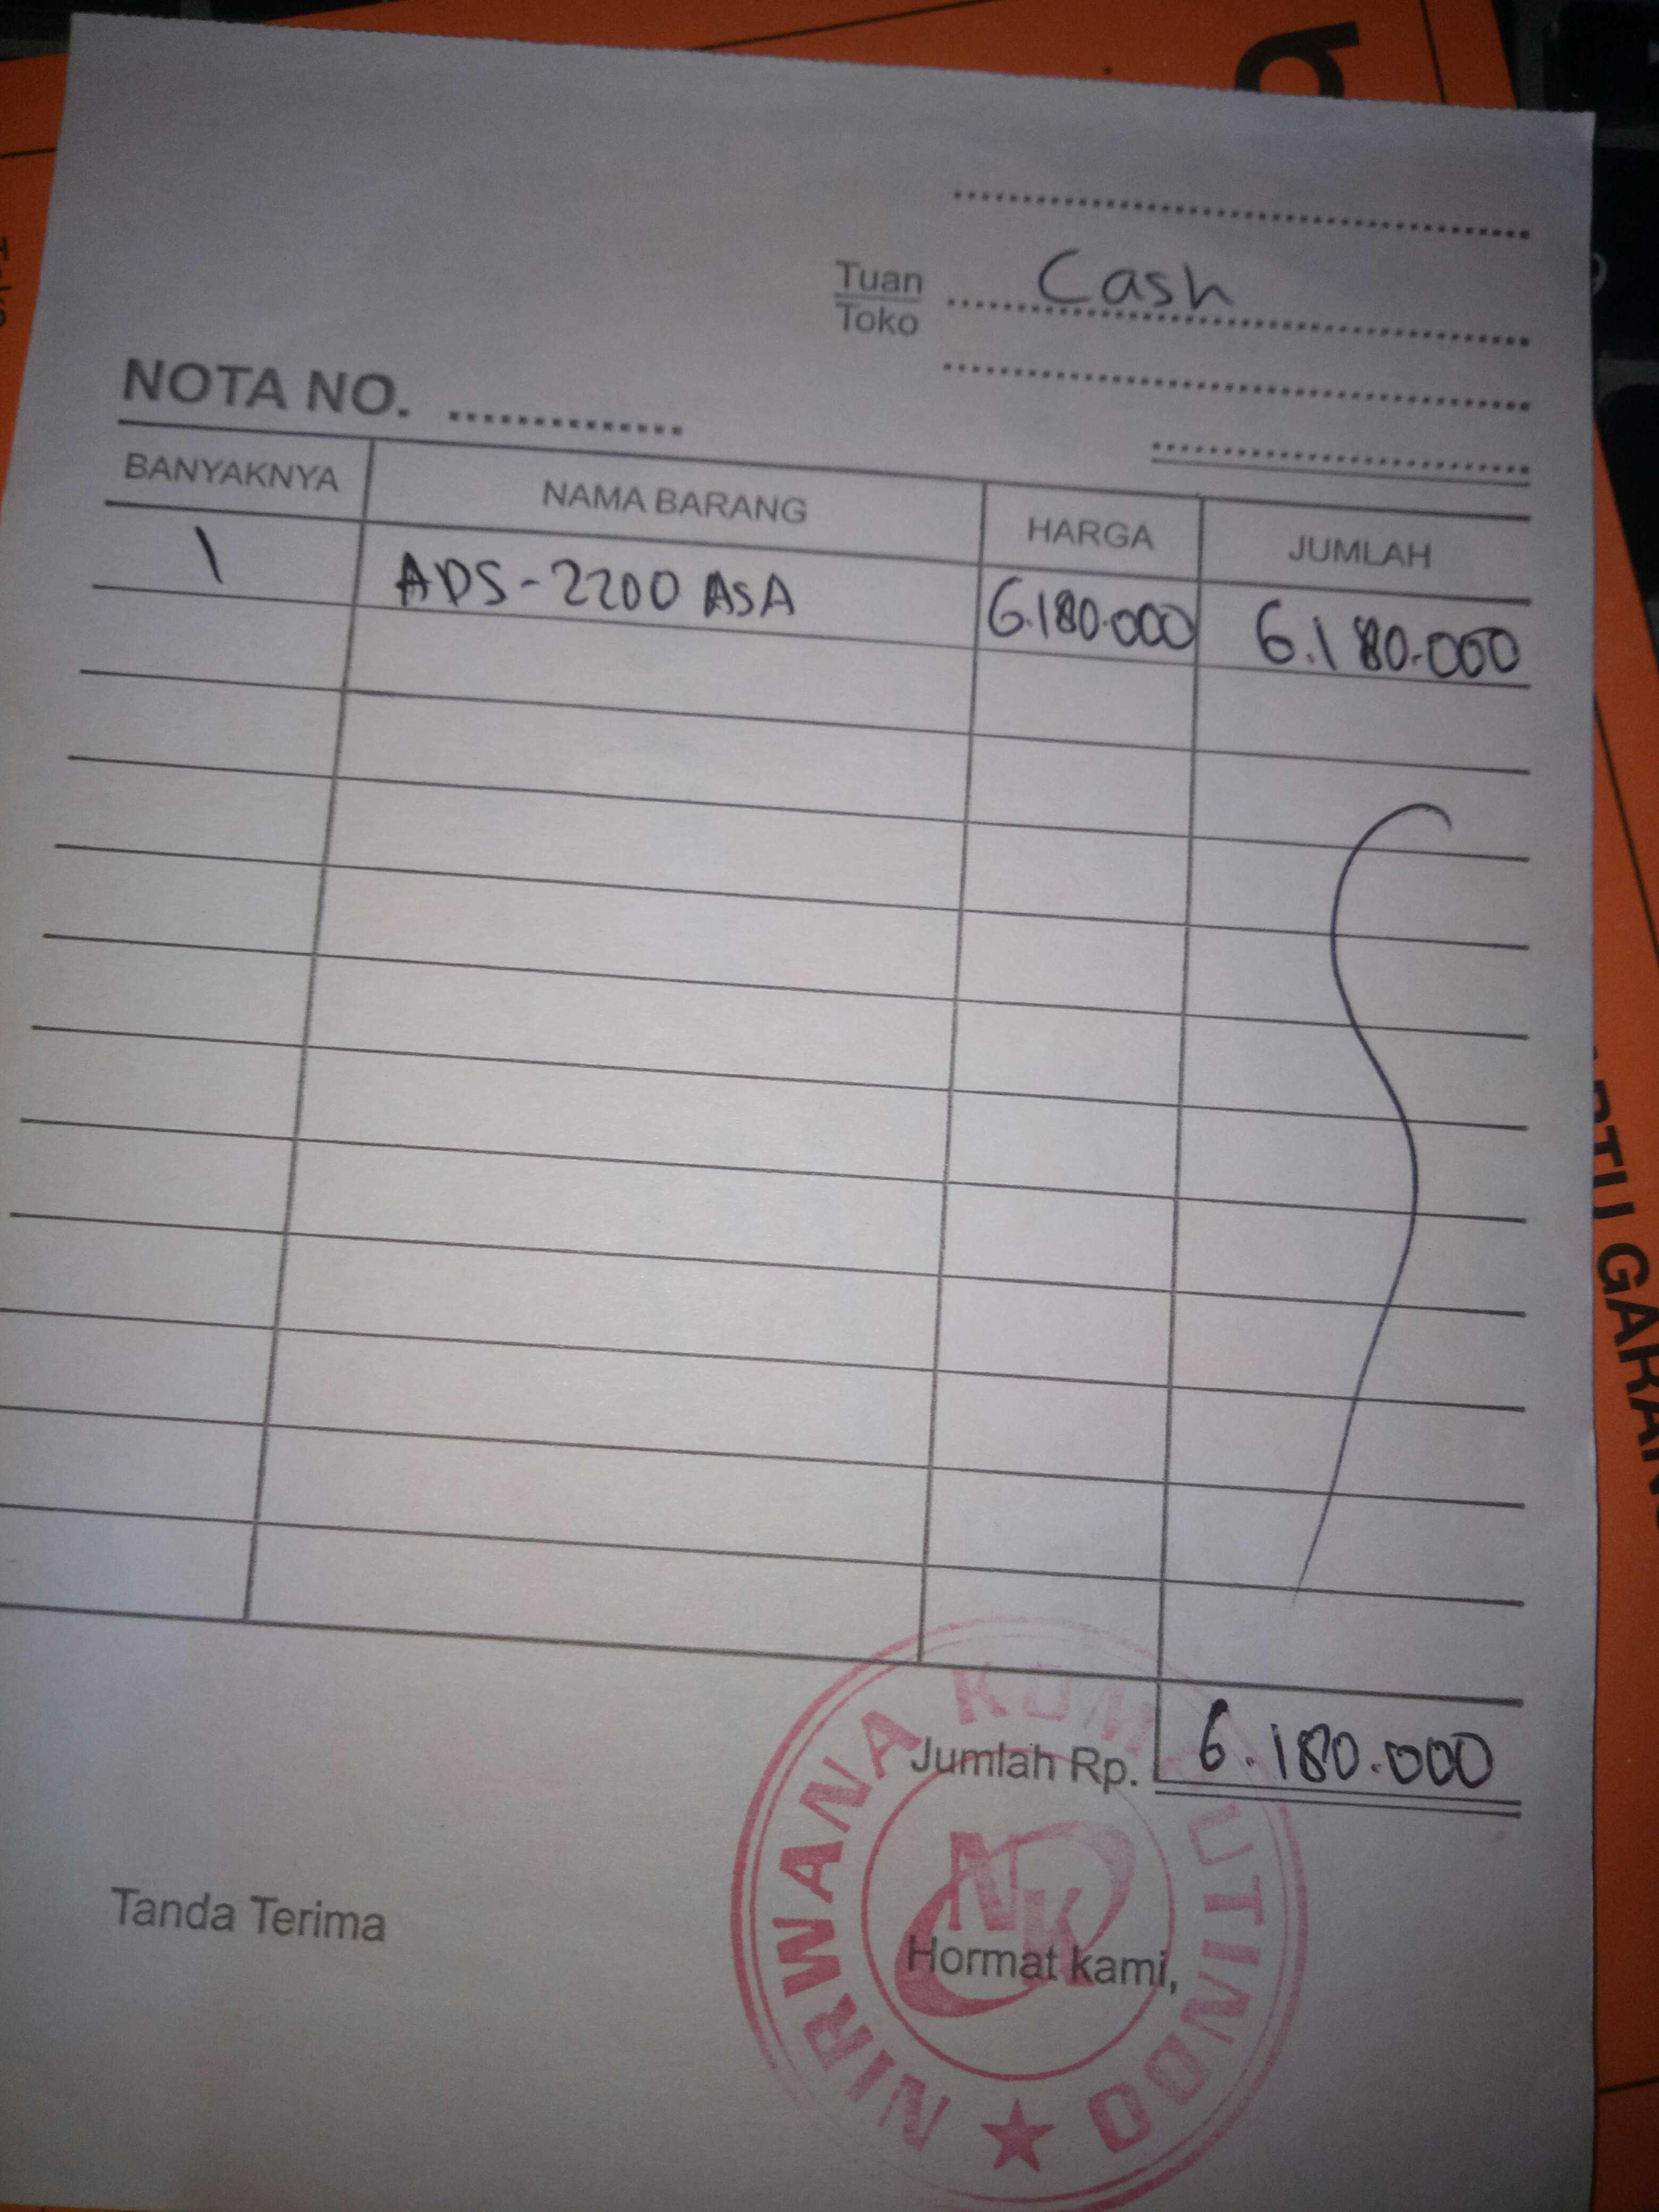 Tuan
Toko
Cash
NOTA NO.
BANYAKNYA NAMA BARANG HARGA JUMLAH
1 ADS-2200 ASA 6.180.000 6.180.000
Jumlah Rp. 6.180.000
Tanda Terima
Hormat kami,
NIRWANA KOMPUTINDO
NK